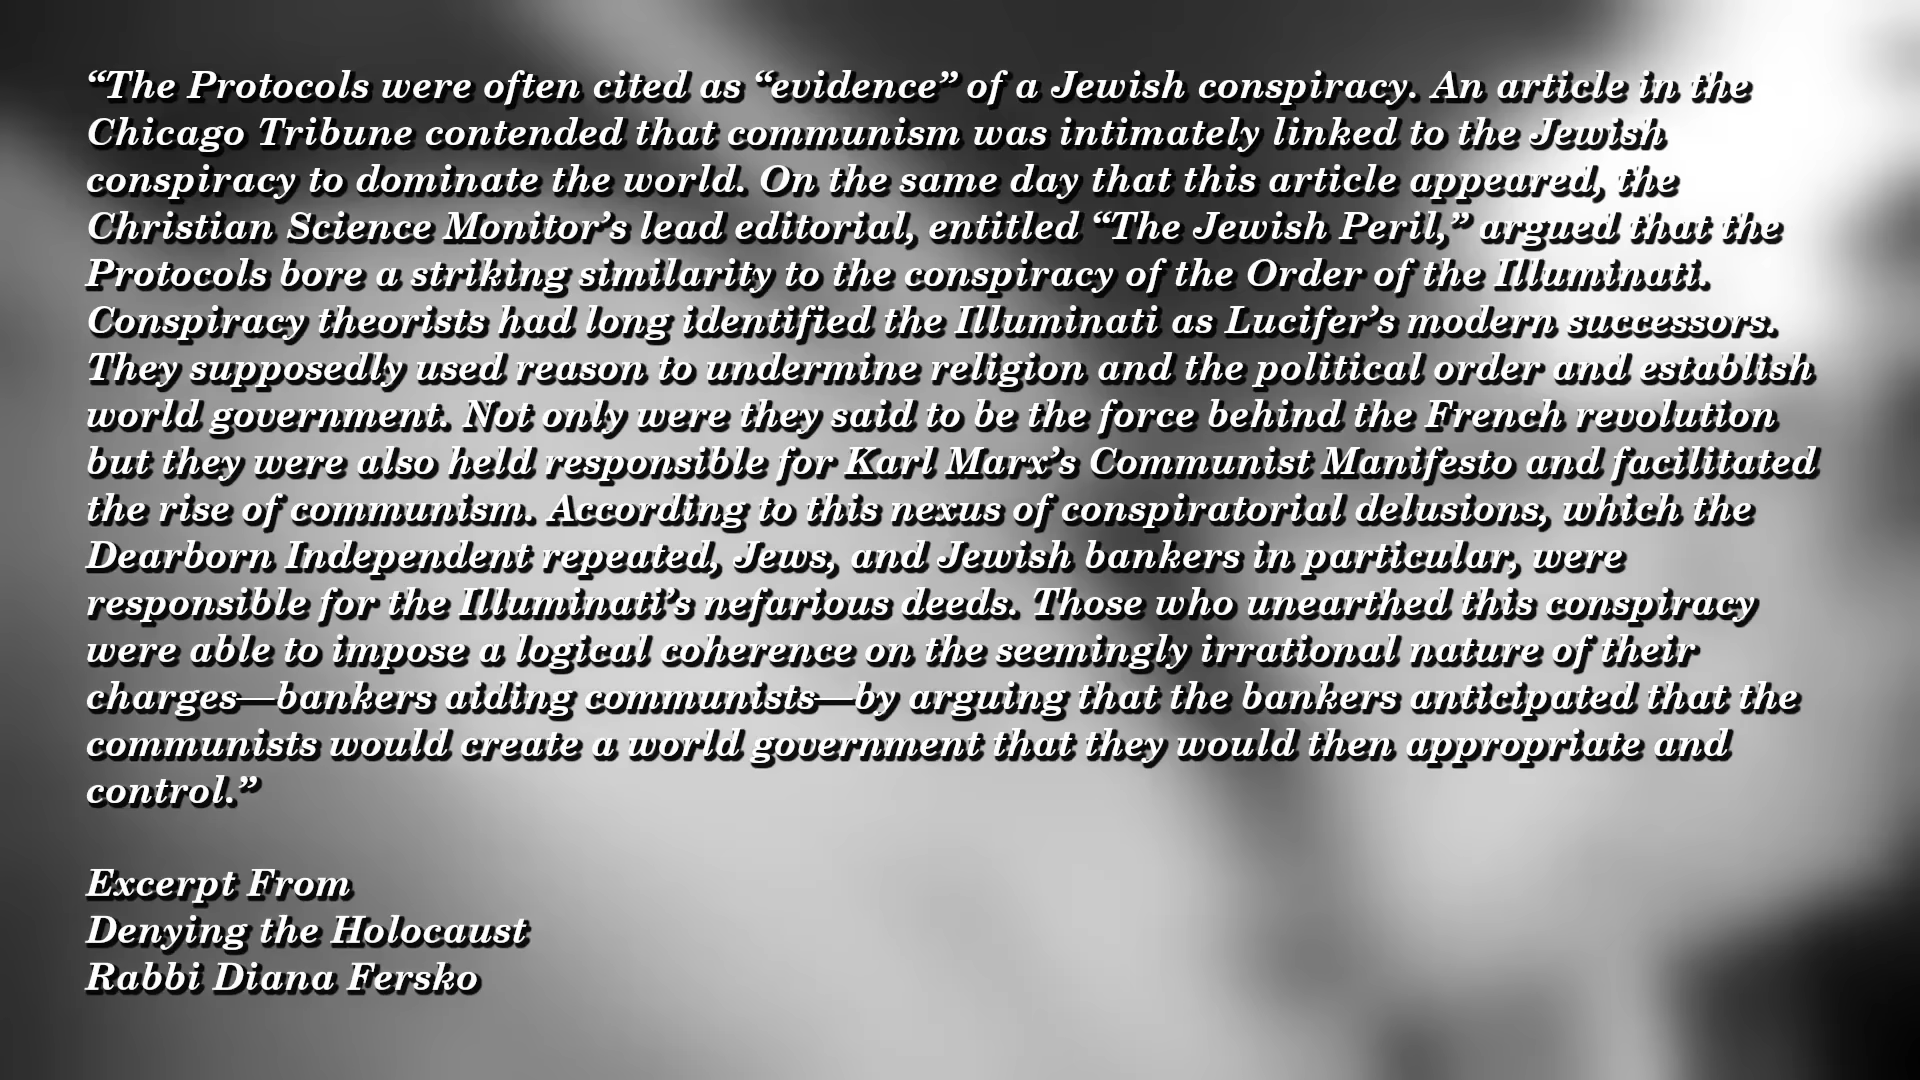 “The Protocols were often cited as “evidence” of a Jewish conspiracy. An article in the
Chicago Tribune contended that communism was intimately linked to the Jewish
conspiracy to dominate the world. On the same day that this article appeared, the
Christian Science Monitor’s lead editorial, entitled “The Jewish Peril,” argued that the
Protocols bore a striking similarity to the conspiracy of the Order of the Illuminati.
Conspiracy theorists had long identified the Illuminati as Lucifer’s modern successors.
They supposedly used reason to undermine religion and the political order and establish
world government. Not only were they said to be the force behind the French revolution
but they were also held responsible for Karl Marx’s Communist Manifesto and facilitated
the rise of communism. According to this nexus of conspiratorial delusions, which the
Dearborn Independent repeated, Jews, and Jewish bankers in particular, were
responsible for the Illuminati’s nefarious deeds. Those who unearthed this conspiracy
were able to impose a logical coherence on the seemingly irrational nature of their
charges—bankers aiding communists—by arguing that the bankers anticipated that the
communists would create a world government that they would then appropriate and
control.”
Excerpt From
Denying the Holocaust
Rabbi Diana Fersko